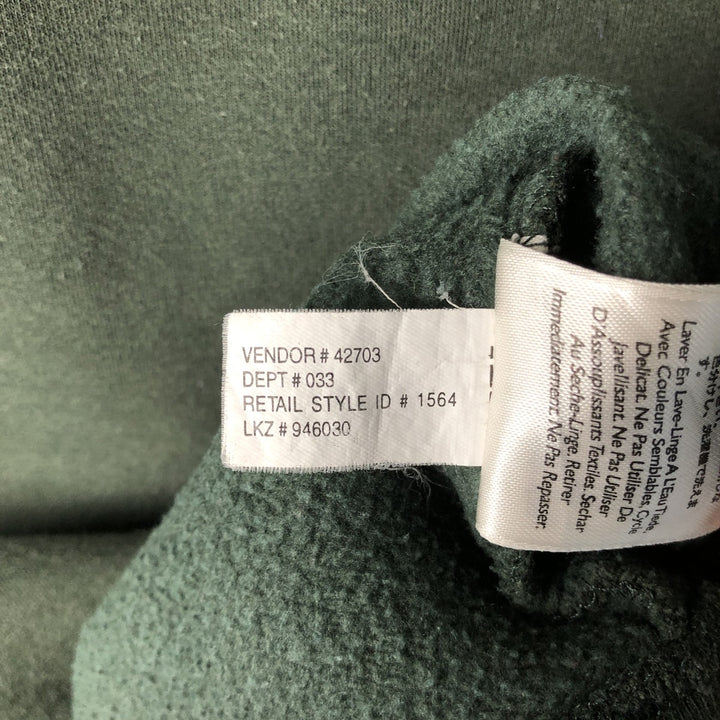 VENDOR # 42703
DEPT # 033
RETAIL STYLE ID # 1564
LKZ # 946030
Laver En Lave-Linge A L'Eau Tiede,
Avec Couleurs Semblables, Cycle
Delicat. Ne Pas Utiliser De
Javellisant. Ne Pas Utiliser
D'Assouplissants Textiles. Sechar
Au Seche-Linge. Retirer
Immediatement. Ne Pas Repasser.
す。